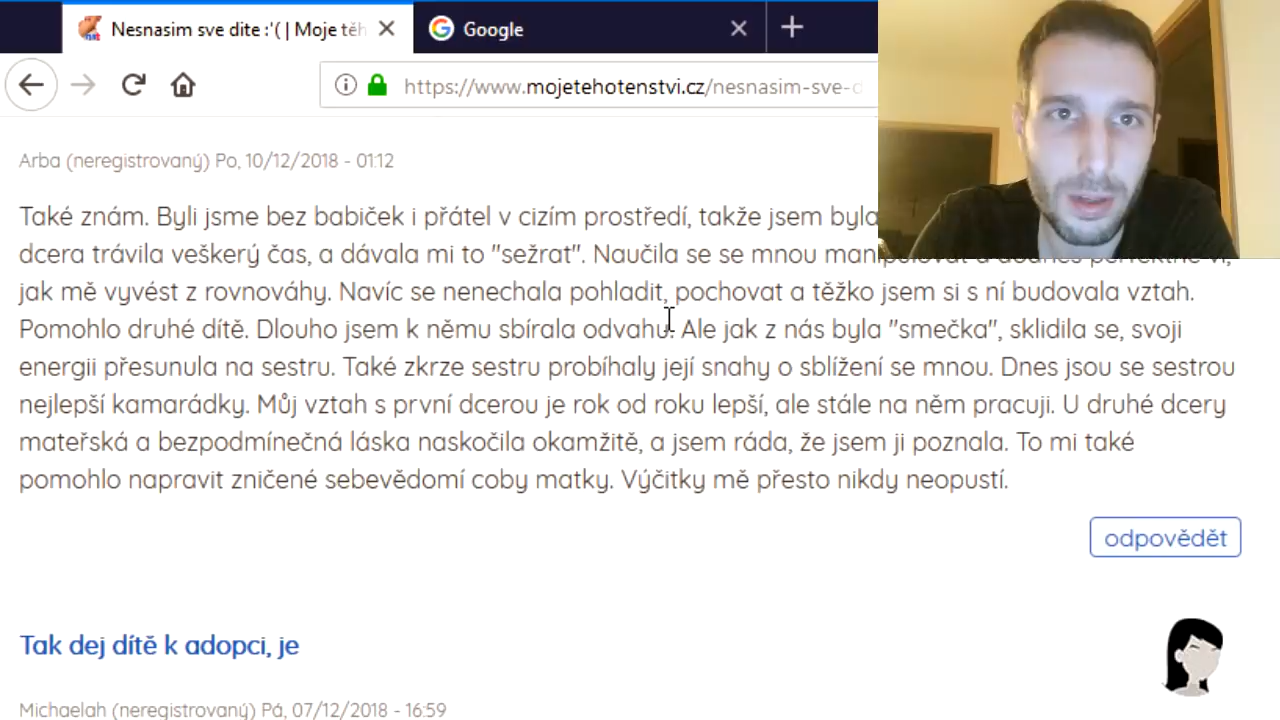 Nesnasim sve dite :'( | Moje těh
Google
https://www.mojetehotenstvi.cz/nesnasim-sve-d
Arba (neregistrovaný) Po, 10/12/2018 - 01:12
Také znám. Byli jsme bez babiček i přátel v cizím prostředí, takže jsem byla
dcera trávila veškerý čas, a dávala mi to "sežrat". Naučila se se mnou manipulovat a dodnes perfektně ví,
jak mě vyvést z rovnováhy. Navíc se nenechala pohladit, pochovat a těžko jsem si s ní budovala vztah.
Pomohlo druhé dítě. Dlouho jsem k němu sbírala odvahu. Ale jak z nás byla "smečka", sklidila se, svoji
energii přesunula na sestru. Také zkrze sestru probíhaly její snahy o sblížení se mnou. Dnes jsou se sestrou
nejlepší kamarádky. Můj vztah s první dcerou je rok od roku lepší, ale stále na něm pracuji. U druhé dcery
mateřská a bezpodmínečná láska naskočila okamžitě, a jsem ráda, že jsem ji poznala. To mi také
pomohlo napravit zničené sebevědomí coby matky. Výčitky mě přesto nikdy neopustí.
odpovědět
Tak dej dítě k adopci, je
Michaelah (neregistrovaný) Pá, 07/12/2018 - 16:59